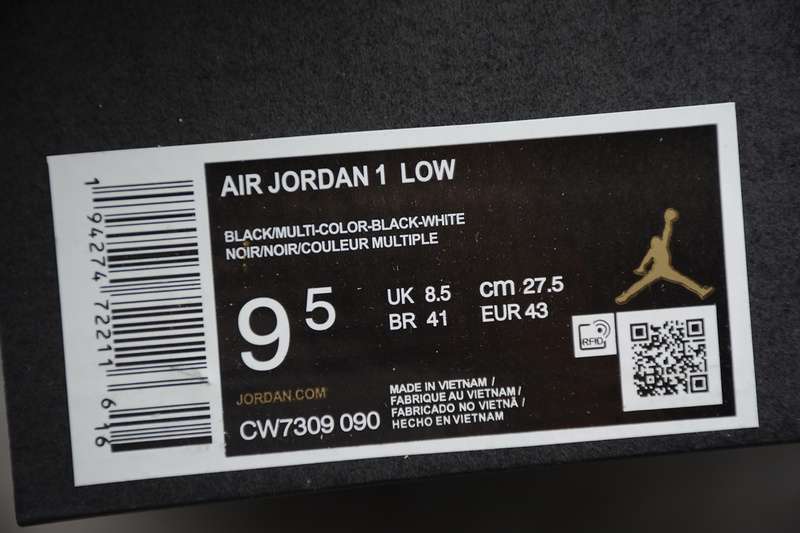 AIR JORDAN 1 LOW
BLACK/MULTI-COLOR-BLACK-WHITE
NOIR/NOIR/COULEUR MULTIPLE
9 5
UK 8.5 cm 27.5
BR 41 EUR 43
RFID
JORDAN.COM
CW7309 090
MADE IN VIETNAM /
FABRIQUE AU VIETNAM /
FABRICADO NO VIETNÃ /
HECHO EN VIETNAM
1 94274 72211 6 16